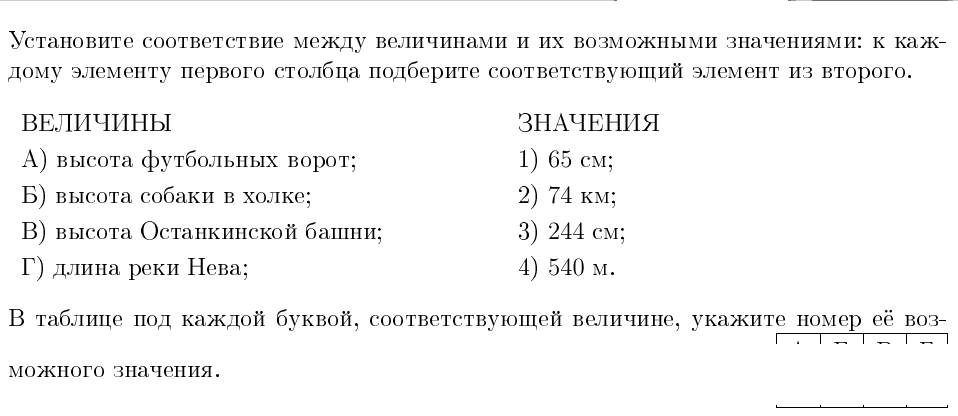 Установите соответствие между величинами и их возможными значениями: к каж-
дому элементу первого столбца подберите соответствующий элемент из второго.
ВЕЛИЧИНЫ ЗНАЧЕНИЯ
А) высота футбольных ворот; 1) 65 см;
Б) высота собаки в холке; 2) 74 км;
В) высота Останкинской башни; 3) 244 см;
Г) длина реки Нева; 4) 540 м.
В таблице под каждой буквой, соответствующей величине, укажите номер её воз-
можного значения.